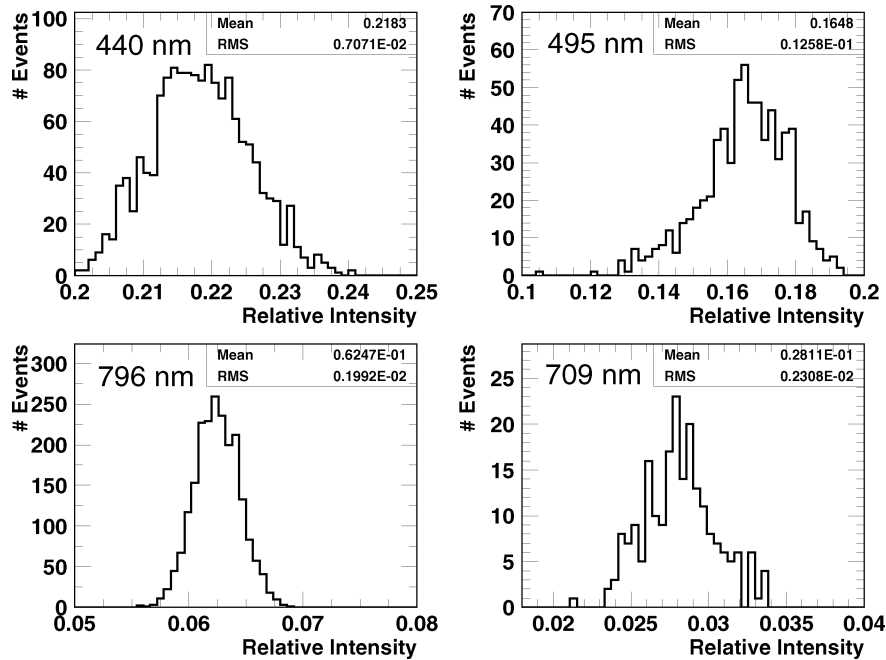 # Events
100
80
60
40
20
0
440 nm
Mean 0.2183
RMS 0.7071E-02
0.2 0.21 0.22 0.23 0.24 0.25
Relative Intensity
# Events
70
60
50
40
30
20
10
0
495 nm
Mean 0.1648
RMS 0.1258E-01
0.1 0.12 0.14 0.16 0.18 0.2
Relative Intensity
# Events
300
250
200
150
100
50
0
796 nm
Mean 0.6247E-01
RMS 0.1992E-02
0.05 0.06 0.07 0.08
Relative Intensity
# Events
25
20
15
10
5
0
709 nm
Mean 0.2811E-01
RMS 0.2308E-02
0.02 0.025 0.03 0.035 0.04
Relative Intensity